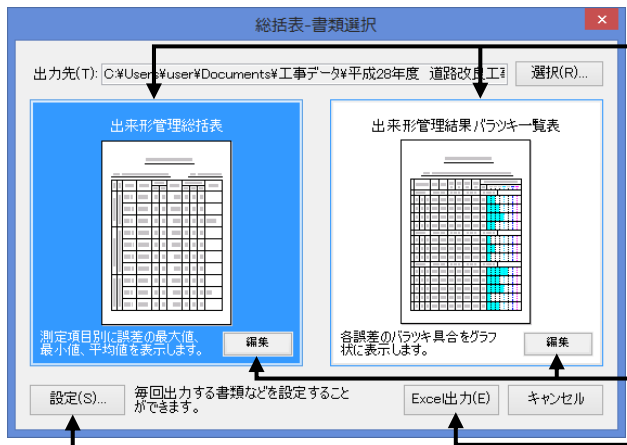 総括表-書類選択
出力先(T): C:¥Users¥user¥Documents¥工事データ¥平成28年度 道路改良工事 選択(R)...
出来形管理総括表
測定項目別に誤差の最大値、
最小値、平均値を表示します。
編集
出来形管理結果バラツキ一覧表
各誤差のバラツキ具合をグラフ
状に表示します。
編集
設定(S)...
毎回出力する書類などを設定すること
ができます。
Excel出力(E)
キャンセル